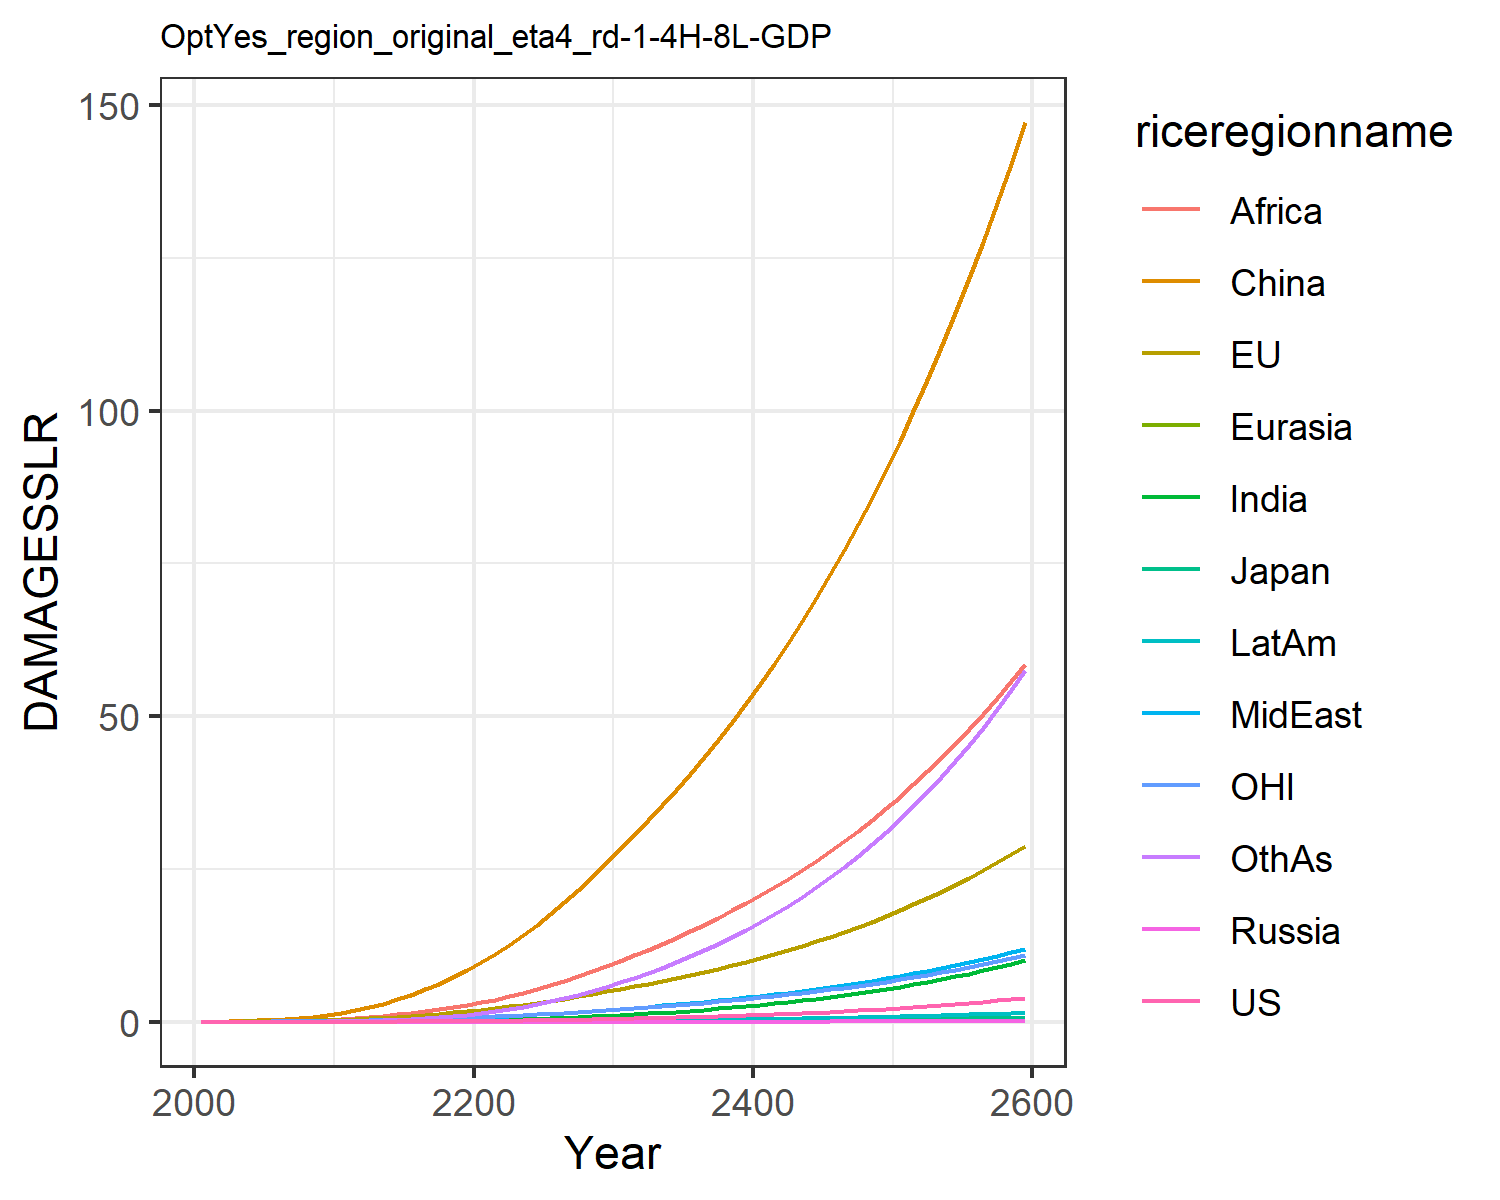 OptYes_region_original_eta4_rd-1-4H-8L-GDP
150
100
50
0
DAMAGESSLR
2000
2200
2400
2600
Year
riceregionname
Africa
China
EU
Eurasia
India
Japan
LatAm
MidEast
OHI
OthAs
Russia
US